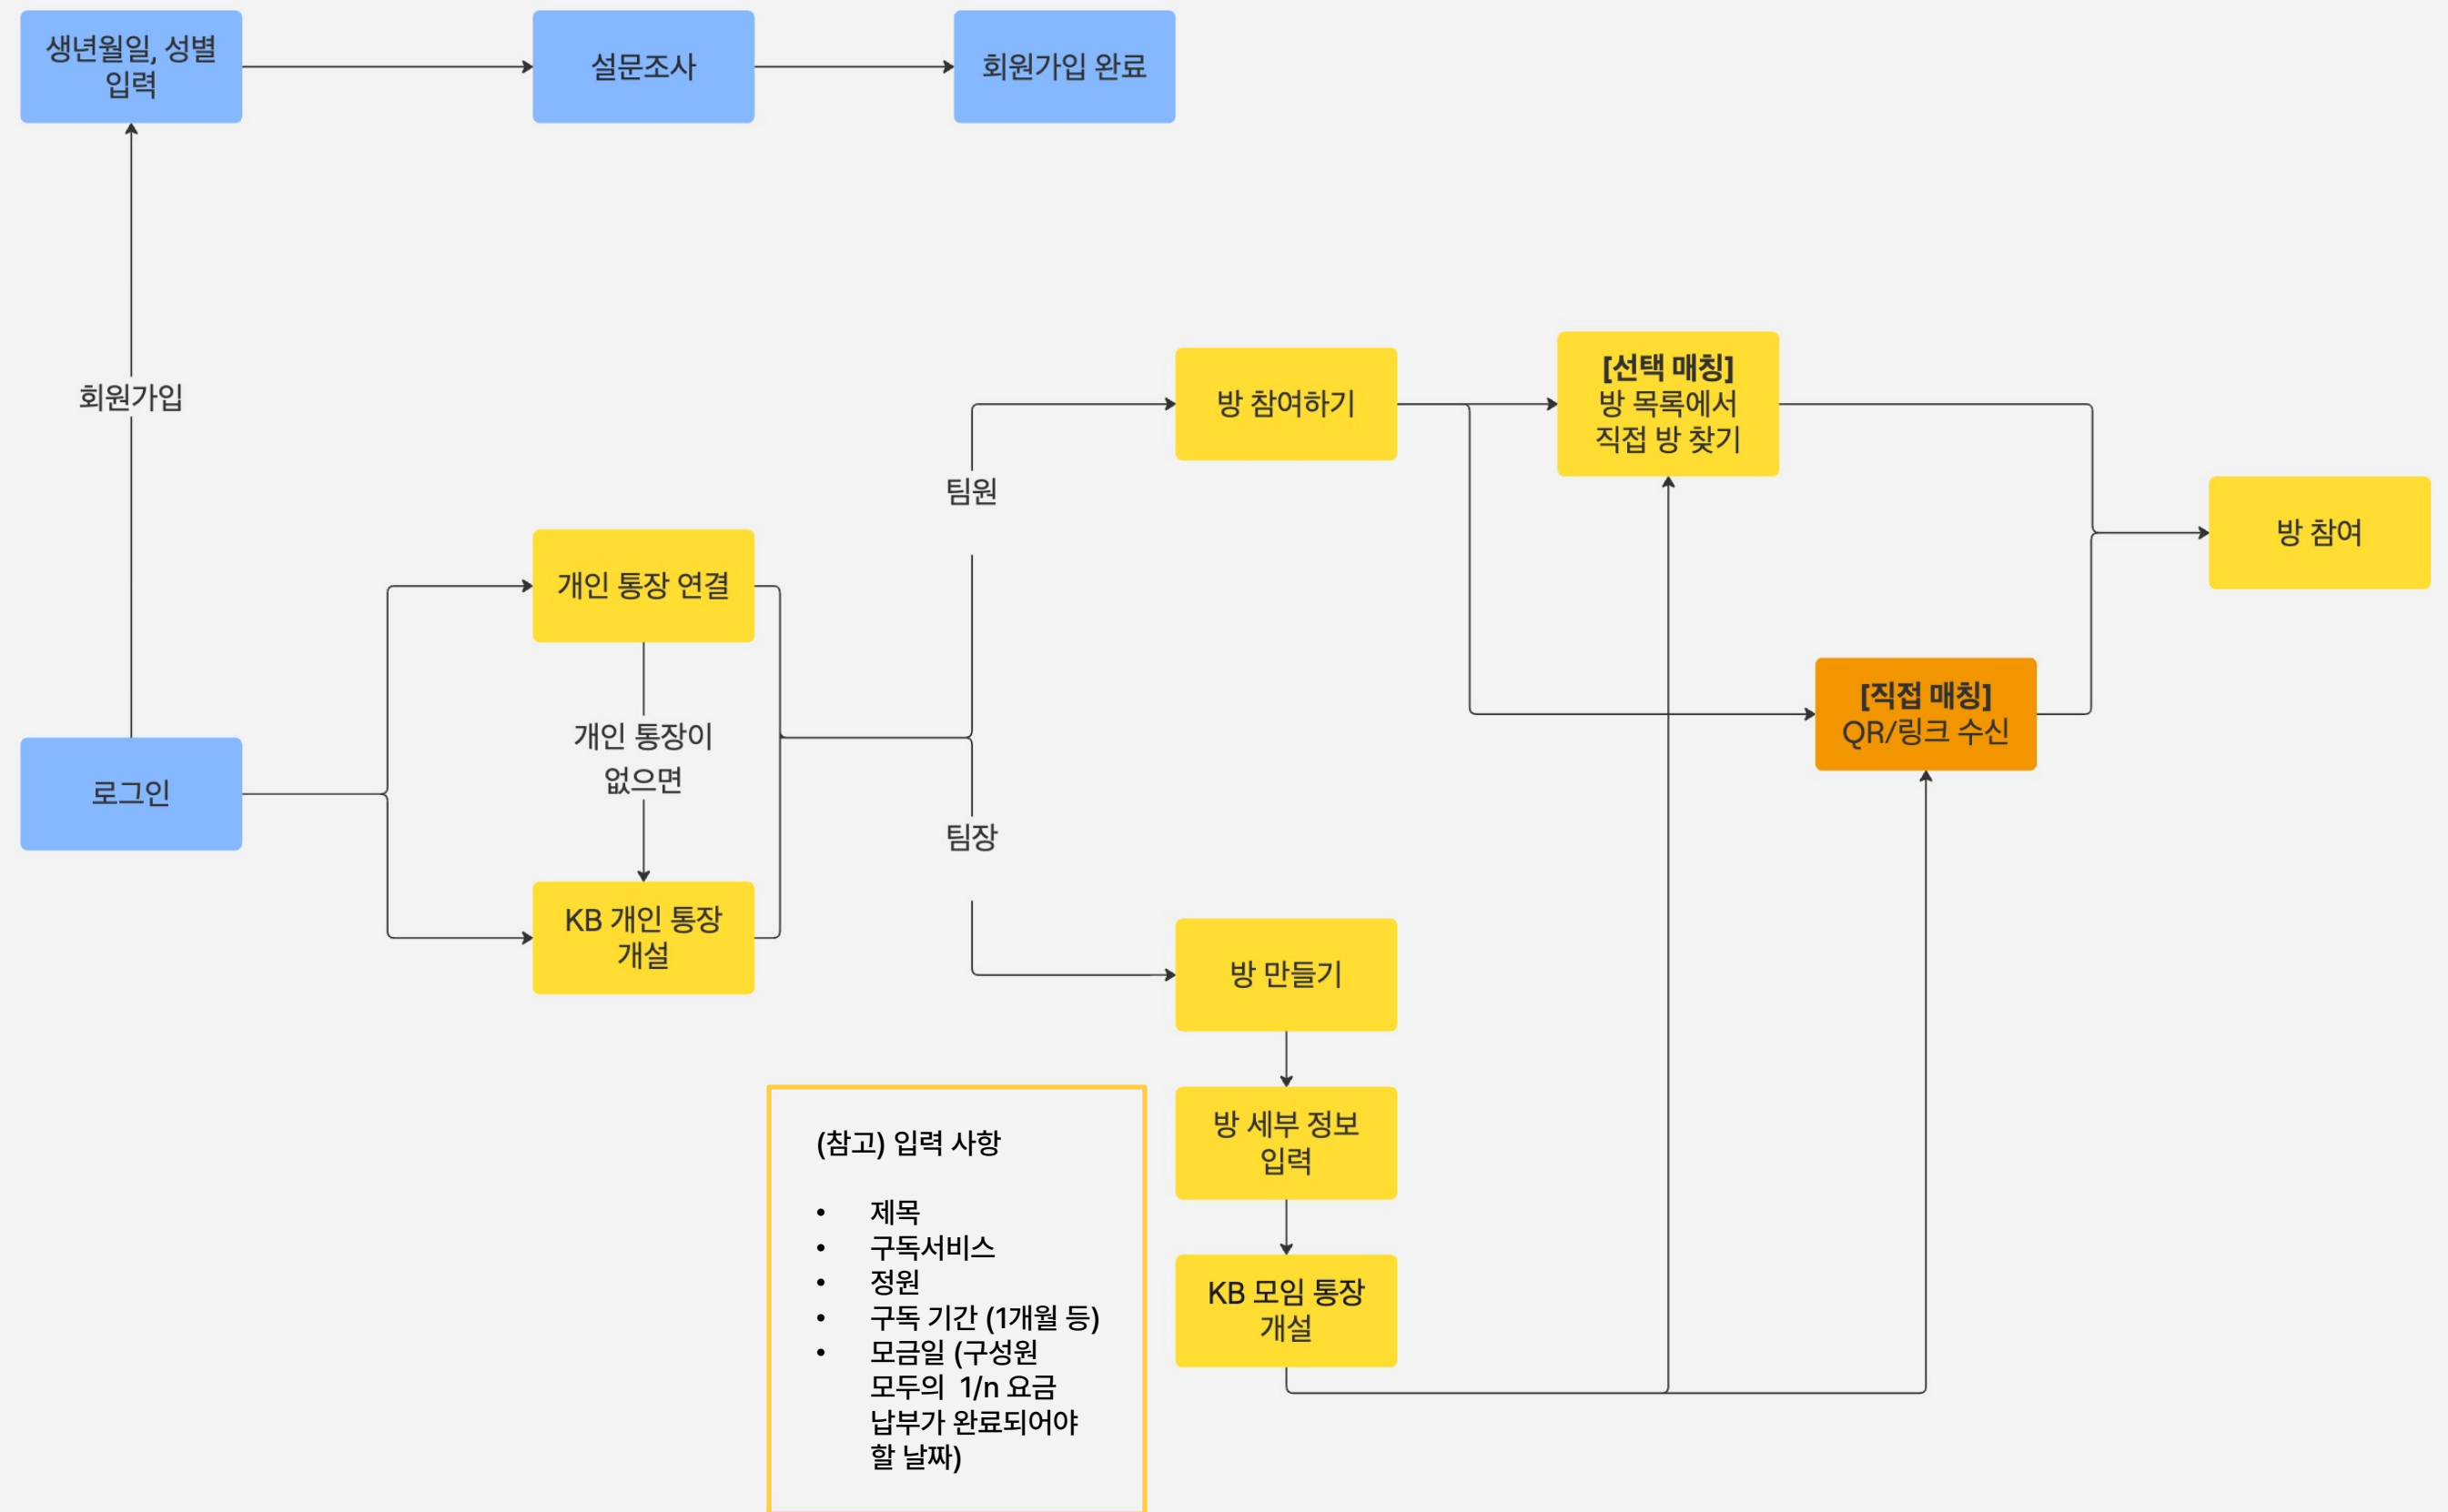 생년월일, 성별
입력
설문조사
회원가입 완료
회원가입
로그인
개인 통장 연결
개인 통장이
없으면
KB 개인 통장
개설
팀원
팀장
방 참여하기
[선택 매칭]
방 목록에서
직접 방 찾기
[직접 매칭]
QR/링크 수신
방 참여
방 만들기
방 세부 정보
입력
KB 모임 통장
개설
(참고) 입력 사항
• 제목
• 구독서비스
• 정원
• 구독 기간 (1개월 등)
• 모금일 (구성원
모두의 1/n 요금
납부가 완료되어야
할 날짜)